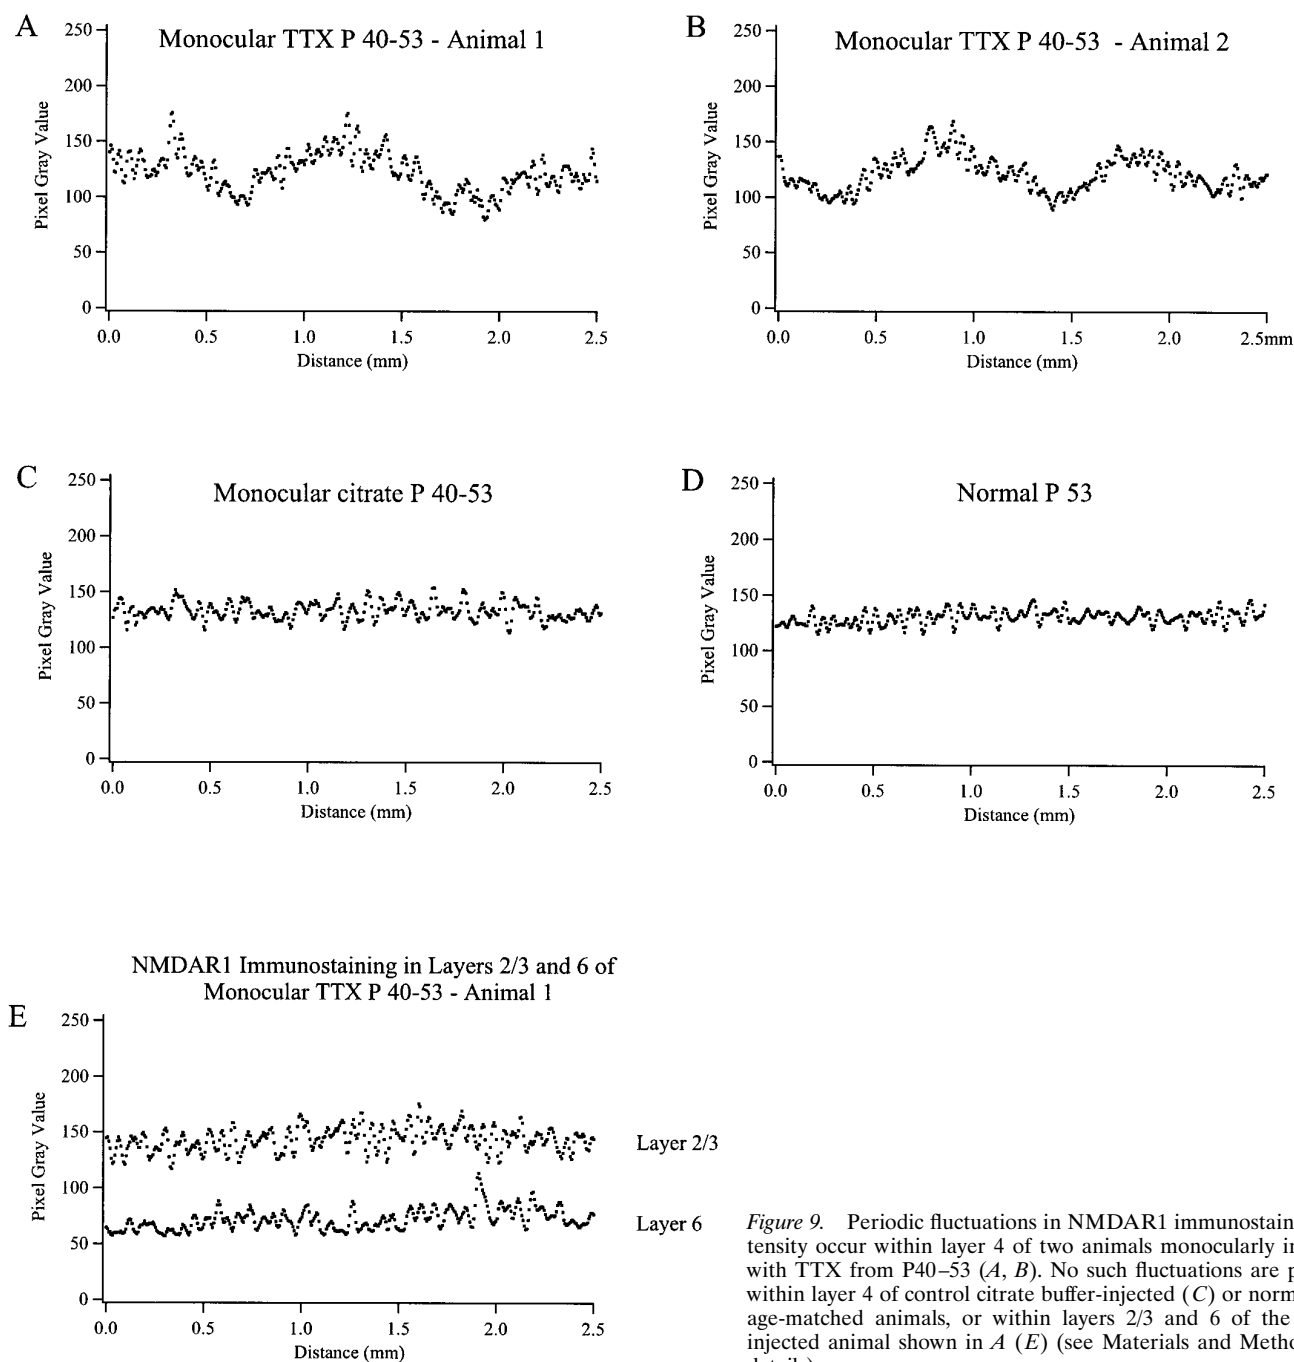 A
Monocular TTX P 40-53 - Animal 1
250
200
150
100
50
0
Pixel Gray Value
0.0 0.5 1.0 1.5 2.0 2.5
Distance (mm)
B
Monocular TTX P 40-53 - Animal 2
250
200
150
100
50
0
Pixel Gray Value
0.0 0.5 1.0 1.5 2.0 2.5mm
Distance (mm)
C
Monocular citrate P 40-53
250
200
150
100
50
0
Pixel Gray Value
0.0 0.5 1.0 1.5 2.0 2.5
Distance (mm)
D
Normal P 53
250
200
150
100
50
0
Pixel Gray Value
0.0 0.5 1.0 1.5 2.0 2.5
Distance (mm)
NMDAR1 Immunostaining in Layers 2/3 and 6 of
Monocular TTX P 40-53 - Animal 1
E
250
200
150
100
50
0
Pixel Gray Value
Layer 2/3
Layer 6
0.0 0.5 1.0 1.5 2.0 2.5
Distance (mm)
Figure 9. Periodic fluctuations in NMDAR1 immunostain
tensity occur within layer 4 of two animals monocularly in
with TTX from P40–53 (A, B). No such fluctuations are p
within layer 4 of control citrate buffer-injected (C) or norm
age-matched animals, or within layers 2/3 and 6 of the
injected animal shown in A (E) (see Materials and Metho